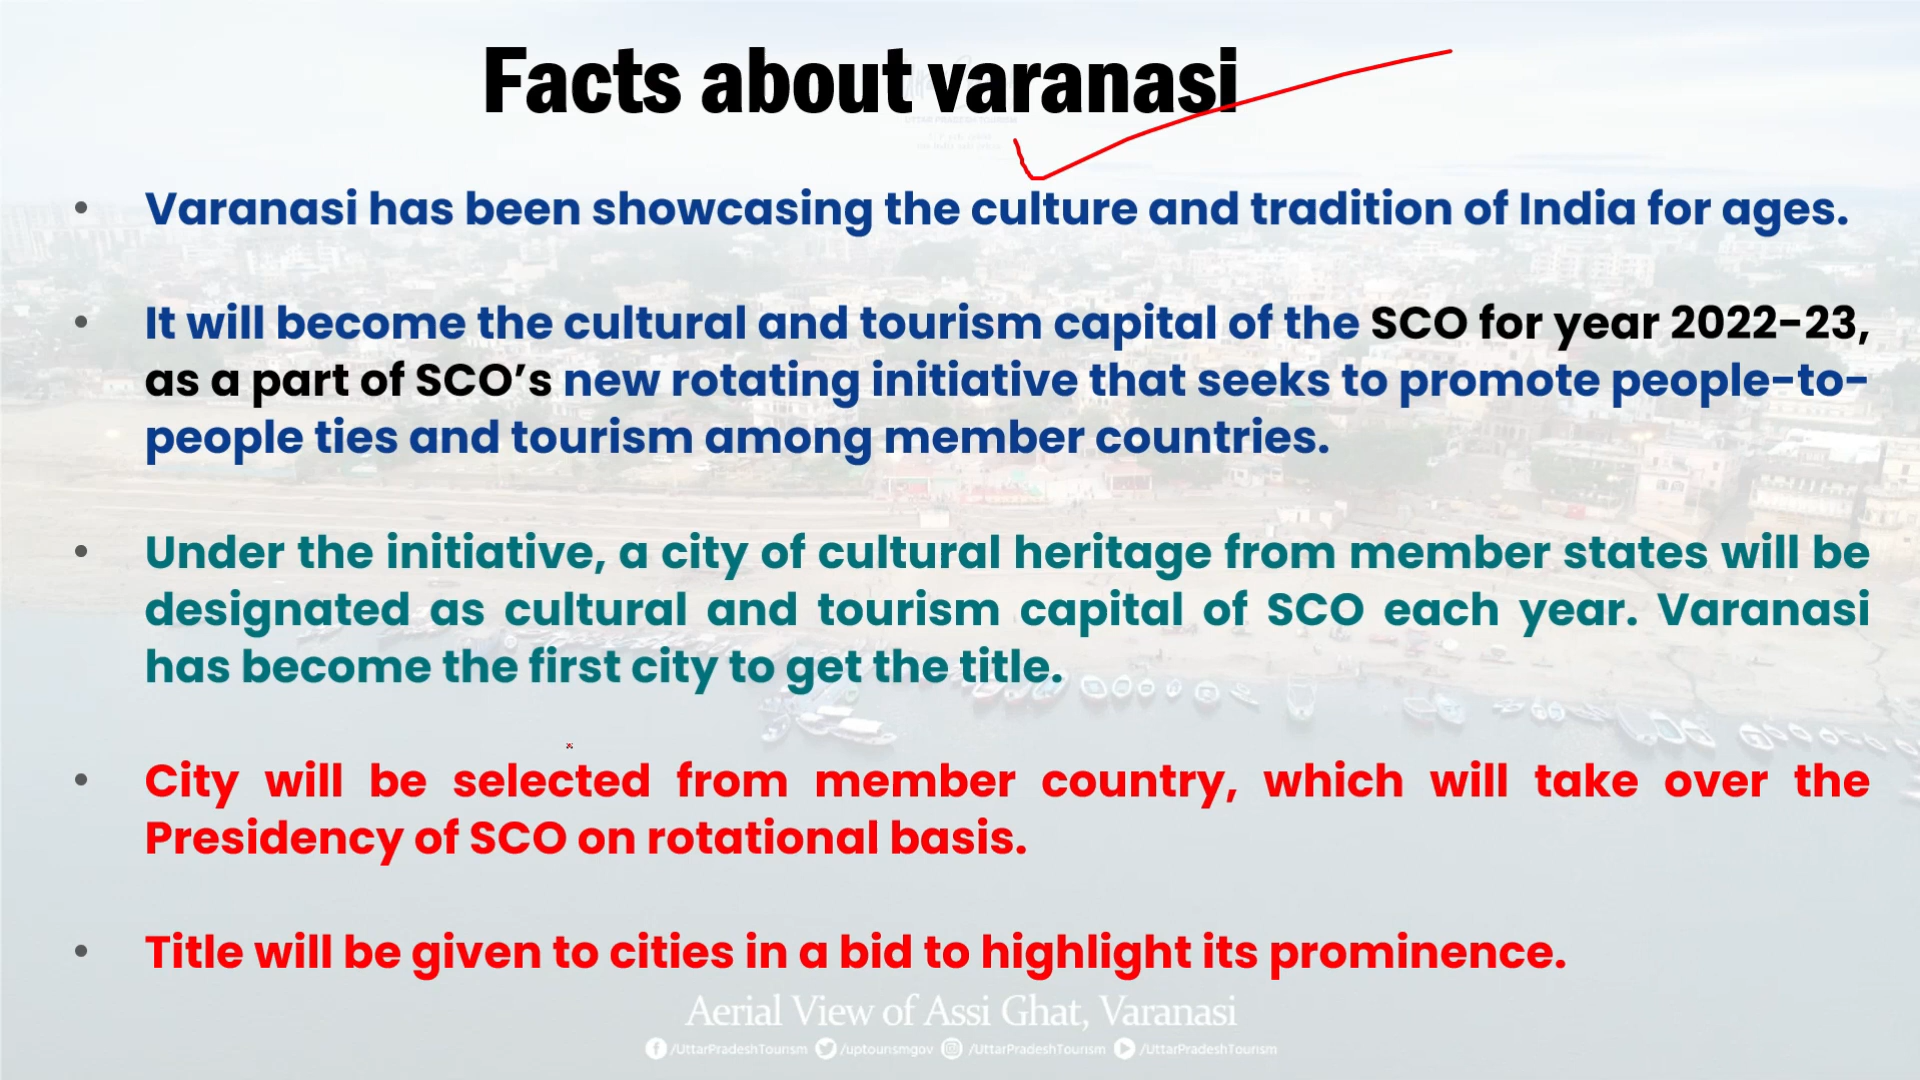 Facts about varanasi
UTTAR PRADESH TOURISM
• Varanasi has been showcasing the culture and tradition of India for ages.
• It will become the cultural and tourism capital of the SCO for year 2022-23,
as a part of SCO's new rotating initiative that seeks to promote people-to-
people ties and tourism among member countries.
• Under the initiative, a city of cultural heritage from member states will be
designated as cultural and tourism capital of SCO each year. Varanasi
has become the first city to get the title.
• City will be selected from member country, which will take over the
Presidency of SCO on rotational basis.
• Title will be given to cities in a bid to highlight its prominence.
Aerial View of Assi Ghat, Varanasi
/UttarPradeshTourism /uptourismgov /UttarPradeshTourism /UttarPradeshTourism